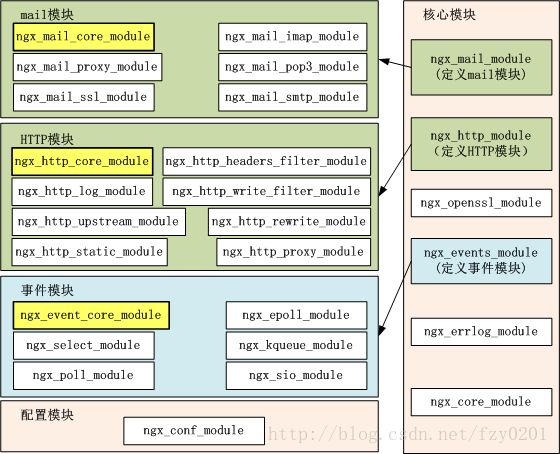 mail模块
ngx_mail_core_module
ngx_mail_imap_module
ngx_mail_proxy_module
ngx_mail_pop3_module
ngx_mail_ssl_module
ngx_mail_smtp_module
HTTP模块
ngx_http_core_module
ngx_http_headers_filter_module
ngx_http_log_module
ngx_http_write_filter_module
ngx_http_upstream_module
ngx_http_rewrite_module
ngx_http_static_module
ngx_http_proxy_module
事件模块
ngx_event_core_module
ngx_epoll_module
ngx_select_module
ngx_kqueue_module
ngx_poll_module
ngx_sio_module
配置模块
ngx_conf_module
核心模块
ngx_mail_module
(定义mail模块)
ngx_http_module
(定义HTTP模块)
ngx_openssl_module
ngx_events_module
(定义事件模块)
ngx_errlog_module
ngx_core_module
http://blog.csdn.net/fzy0201